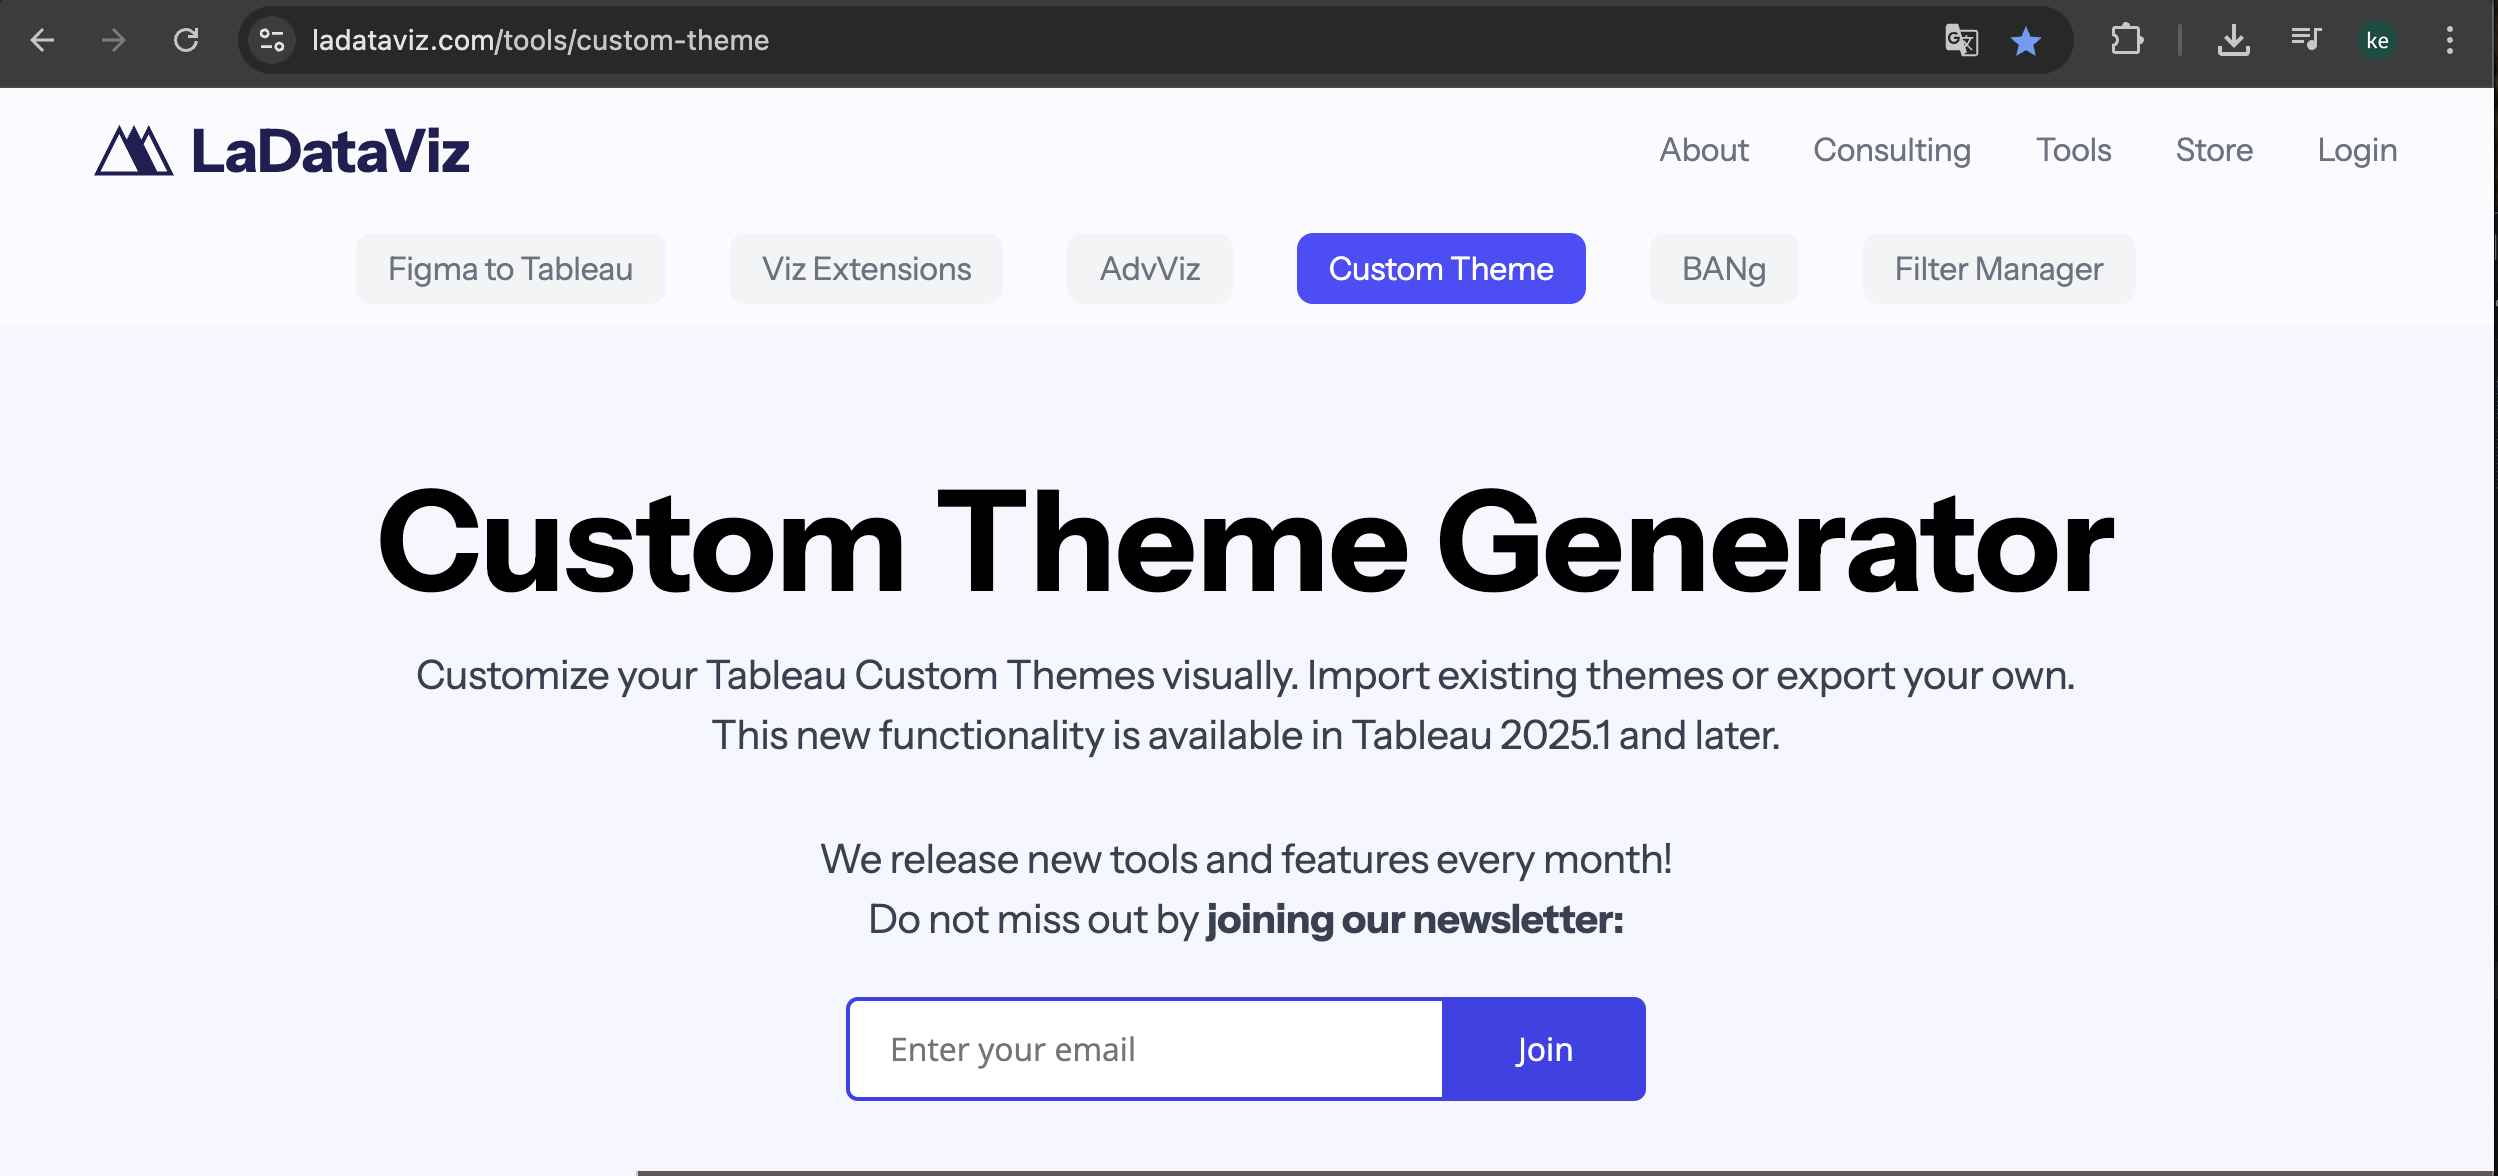 ladataviz.com/tools/custom-theme
ke
LaDataViz
About Consulting Tools Store Login
Figma to Tableau Viz Extensions AdvViz Custom Theme BANg Filter Manager
Custom Theme Generator
Customize your Tableau Custom Themes visually. Import existing themes or export your own.
This new functionality is available in Tableau 2025.1 and later.
We release new tools and features every month!
Do not miss out by joining our newsletter:
Enter your email Join